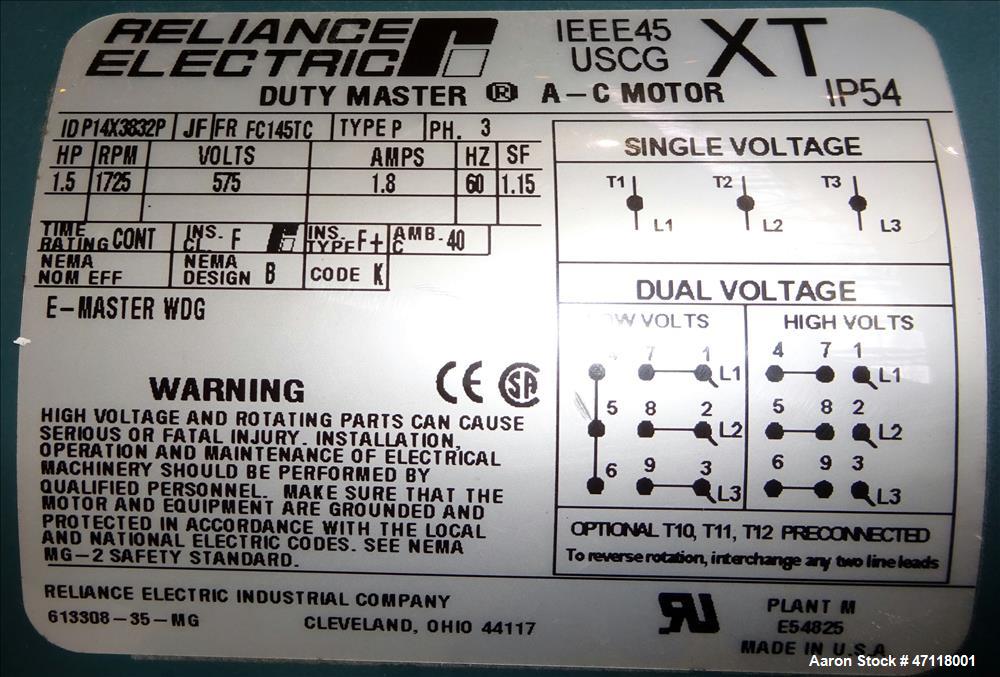 RELIANCE ELECTRIC
IEEE45
USCG
XT
DUTY MASTER ® A-C MOTOR
IP54
ID P14X3832P JF FR FC145TC TYPE P PH. 3
HP RPM VOLTS AMPS HZ SF
1.5 1725 575 1.8 60 1.15
TIME RATING CONT INS. CL. F INS. TYPE F+ AMB. C 40
NEMA NOM EFF NEMA DESIGN B CODE K
E-MASTER WDG
CE SA
WARNING
HIGH VOLTAGE AND ROTATING PARTS CAN CAUSE
SERIOUS OR FATAL INJURY. INSTALLATION,
OPERATION AND MAINTENANCE OF ELECTRICAL
MACHINERY SHOULD BE PERFORMED BY
QUALIFIED PERSONNEL. MAKE SURE THAT THE
MOTOR AND EQUIPMENT ARE GROUNDED AND
PROTECTED IN ACCORDANCE WITH THE LOCAL
AND NATIONAL ELECTRIC CODES. SEE NEMA
MG-2 SAFETY STANDARD.
SINGLE VOLTAGE
T1 T2 T3
L1 L2 L3
DUAL VOLTAGE
LOW VOLTS HIGH VOLTS
4 7 1 4 7 1
L1 L1
5 8 2 5 8 2
L2 L2
6 9 3 6 9 3
L3 L3
OPTIONAL T10, T11, T12 PRECONNECTED
To reverse rotation, interchange any two line leads
RELIANCE ELECTRIC INDUSTRIAL COMPANY
613308-35-MG CLEVELAND, OHIO 44117
RU
PLANT M
E54825
MADE IN U.S.A
Aaron Stock # 47118001